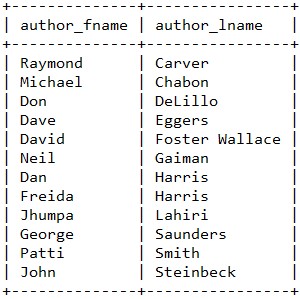 +--------------+----------------+
| author_fname | author_lname   |
+--------------+----------------+
| Raymond      | Carver         |
| Michael      | Chabon         |
| Don          | DeLillo        |
| Dave         | Eggers         |
| David        | Foster Wallace |
| Neil         | Gaiman         |
| Dan          | Harris         |
| Freida       | Harris         |
| Jhumpa       | Lahiri         |
| George       | Saunders       |
| Patti        | Smith          |
| John         | Steinbeck      |
+--------------+----------------+